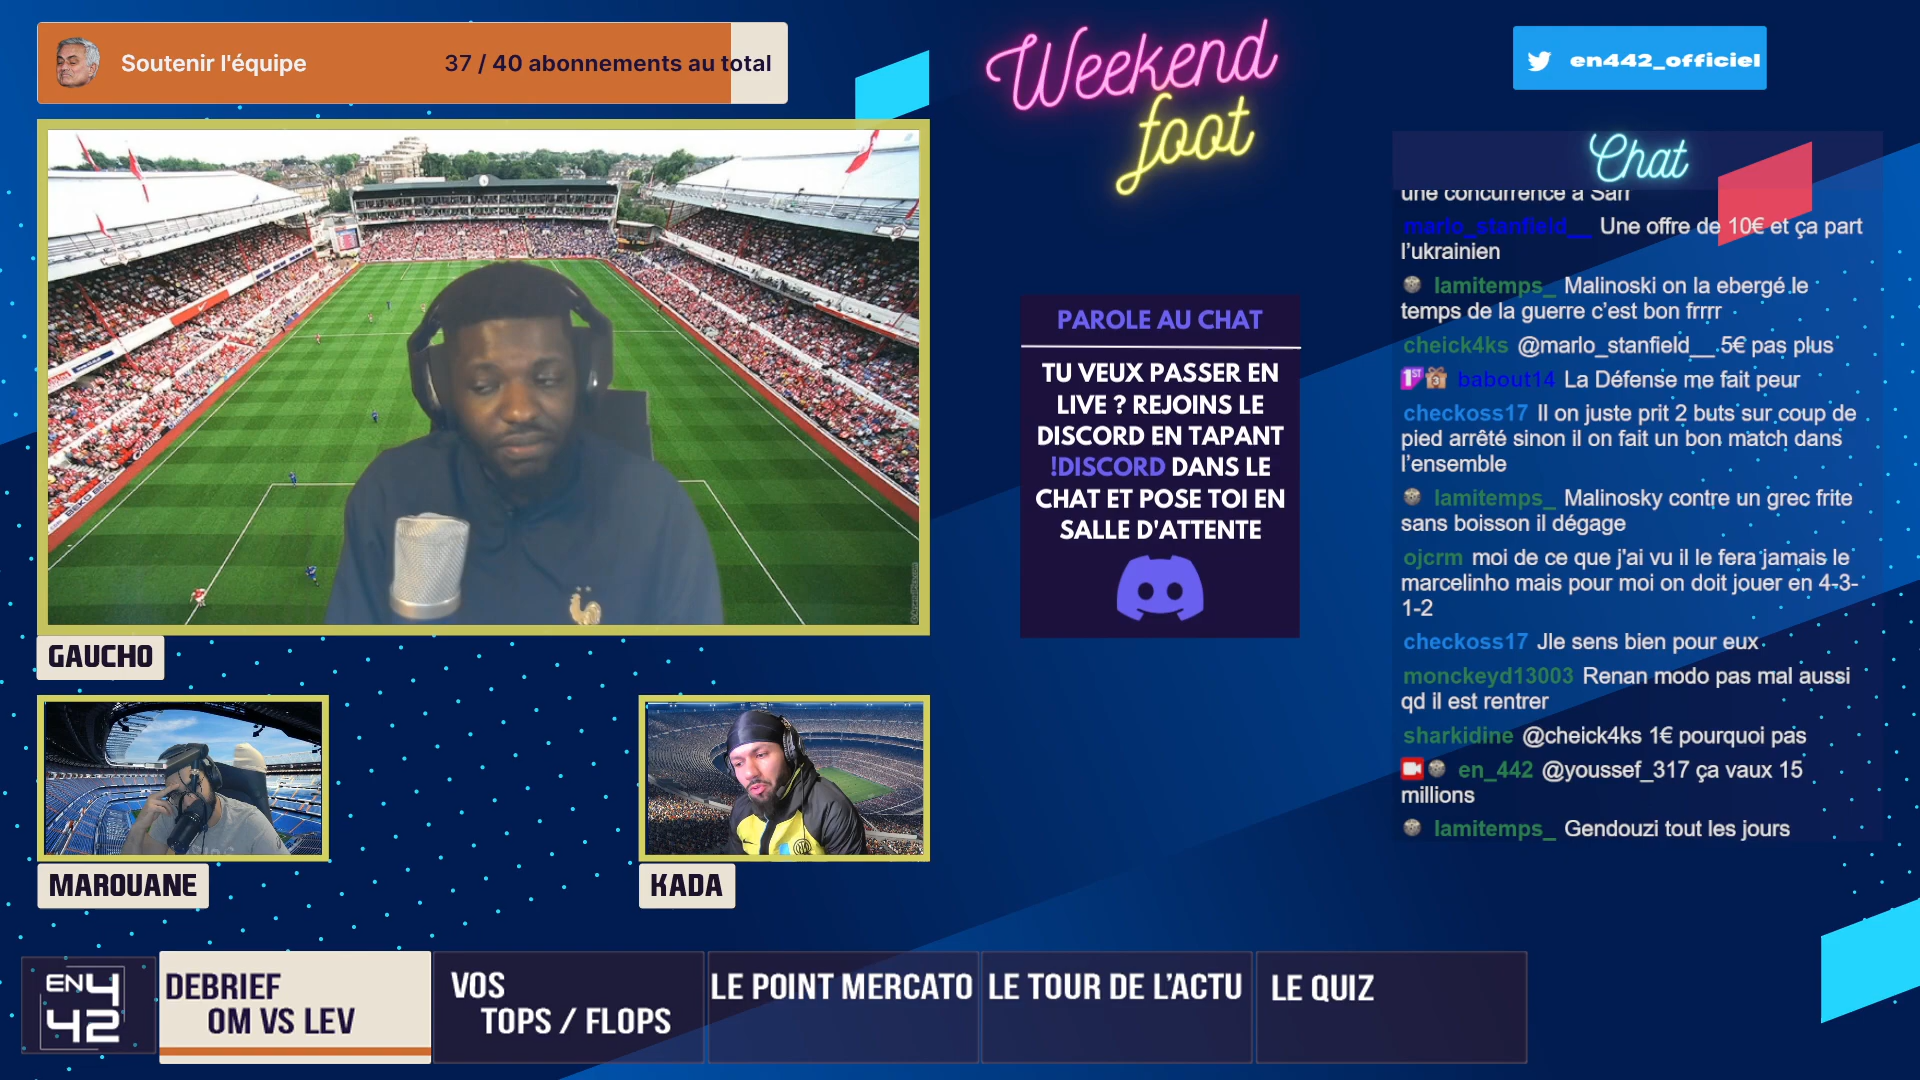 Soutenir l'équipe
37 / 40 abonnements au total
Weekend
foot
en442_officiel
GAUCHO
MAROUANE
KADA
PAROLE AU CHAT
TU VEUX PASSER EN
LIVE ? REJOINS LE
DISCORD EN TAPANT
!DISCORD DANS LE
CHAT ET POSE TOI EN
SALLE D'ATTENTE
Chat
une concurrence a Sarr
marlo_stanfield__ Une offre de 10€ et ça part
l’ukrainien
lamitemps_ Malinoski on la ebergé le
temps de la guerre c’est bon frrrr
cheick4ks @marlo_stanfield__ 5€ pas plus
1ST 3 babout14 La Défense me fait peur
checkoss17 Il on juste prit 2 buts sur coup de
pied arrêté sinon il on fait un bon match dans
l’ensemble
lamitemps_ Malinosky contre un grec frite
sans boisson il dégage
ojcrm moi de ce que j'ai vu il le fera jamais le
marcelinho mais pour moi on doit jouer en 4-3-
1-2
checkoss17 Jle sens bien pour eux
monckeyd13003 Renan modo pas mal aussi
qd il est rentrer
sharkidine @cheick4ks 1€ pourquoi pas
en_442 @youssef_317 ça vaux 15
millions
lamitemps_ Gendouzi tout les jours
EN 4
42
DEBRIEF
OM VS LEV
VOS
TOPS / FLOPS
LE POINT MERCATO
LE TOUR DE L'ACTU
LE QUIZ